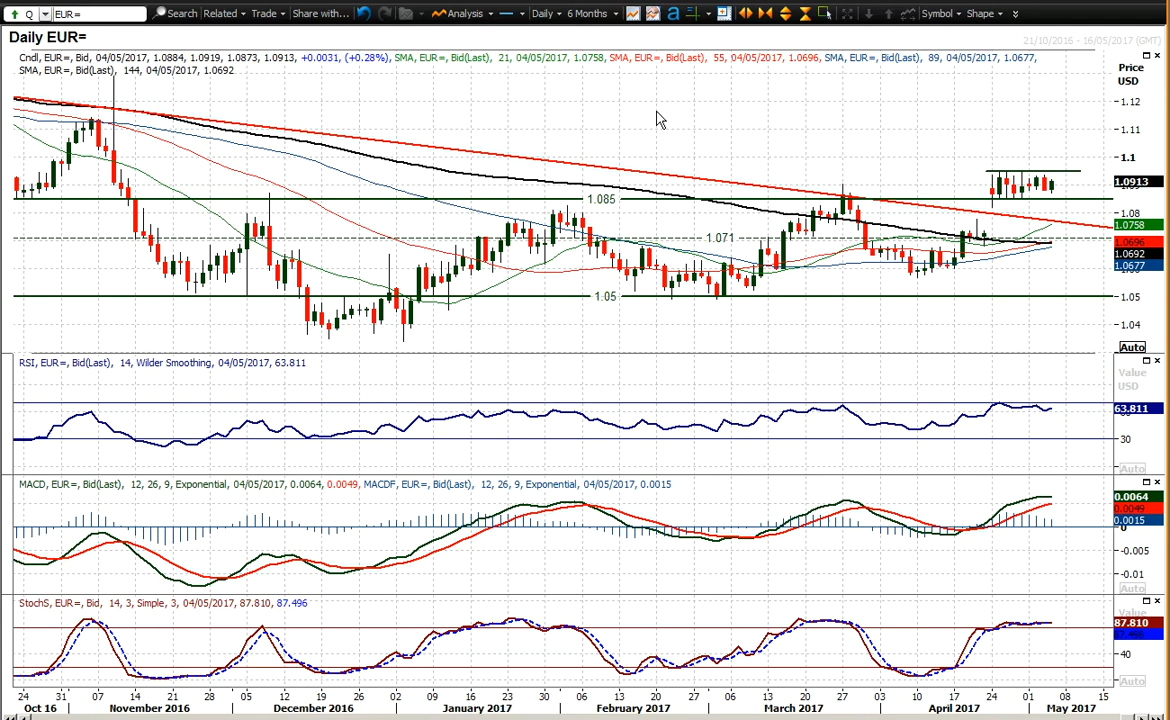 Q EUR= Search Related Trade Share with... Analysis Daily 6 Months a Symbol Shape
Daily EUR=
21/10/2016 - 16/05/2017 (GMT)
Cndl, EUR=, Bid, 04/05/2017, 1.0884, 1.0919, 1.0873, 1.0913, +0.0031, (+0.28%), SMA, EUR=, Bid(Last), 21, 04/05/2017, 1.0758, SMA, EUR=, Bid(Last), 55, 04/05/2017, 1.0696, SMA, EUR=, Bid(Last), 89, 04/05/2017, 1.0677,
SMA, EUR=, Bid(Last), 144, 04/05/2017, 1.0692
Price
USD
1.12
1.11
1.1
1.0913
1.085
1.08
1.0758
1.071
1.0696
1.0692
1.0677
1.05
1.05
1.04
Auto
RSI, EUR=, Bid(Last), 14, Wilder Smoothing, 04/05/2017, 63.811
Value
USD
63.811
30
Auto
MACD, EUR=, Bid(Last), 12, 26, 9, Exponential, 04/05/2017, 0.0064, 0.0049, MACDF, EUR=, Bid(Last), 12, 26, 9, Exponential, 04/05/2017, 0.0015
0.0064
0.0049
0.0015
0
-0.005
-0.01
Auto
StochS, EUR=, Bid, 14, 3, Simple, 3, 04/05/2017, 87.810, 87.496
Value
87.810
40
Auto
24 31 07 14 21 28 05 12 19 26 02 09 16 23 30 06 13 20 27 06 13 20 27 03 10 17 24 01 08 15
Oct 16 November 2016 December 2016 January 2017 February 2017 March 2017 April 2017 May 2017